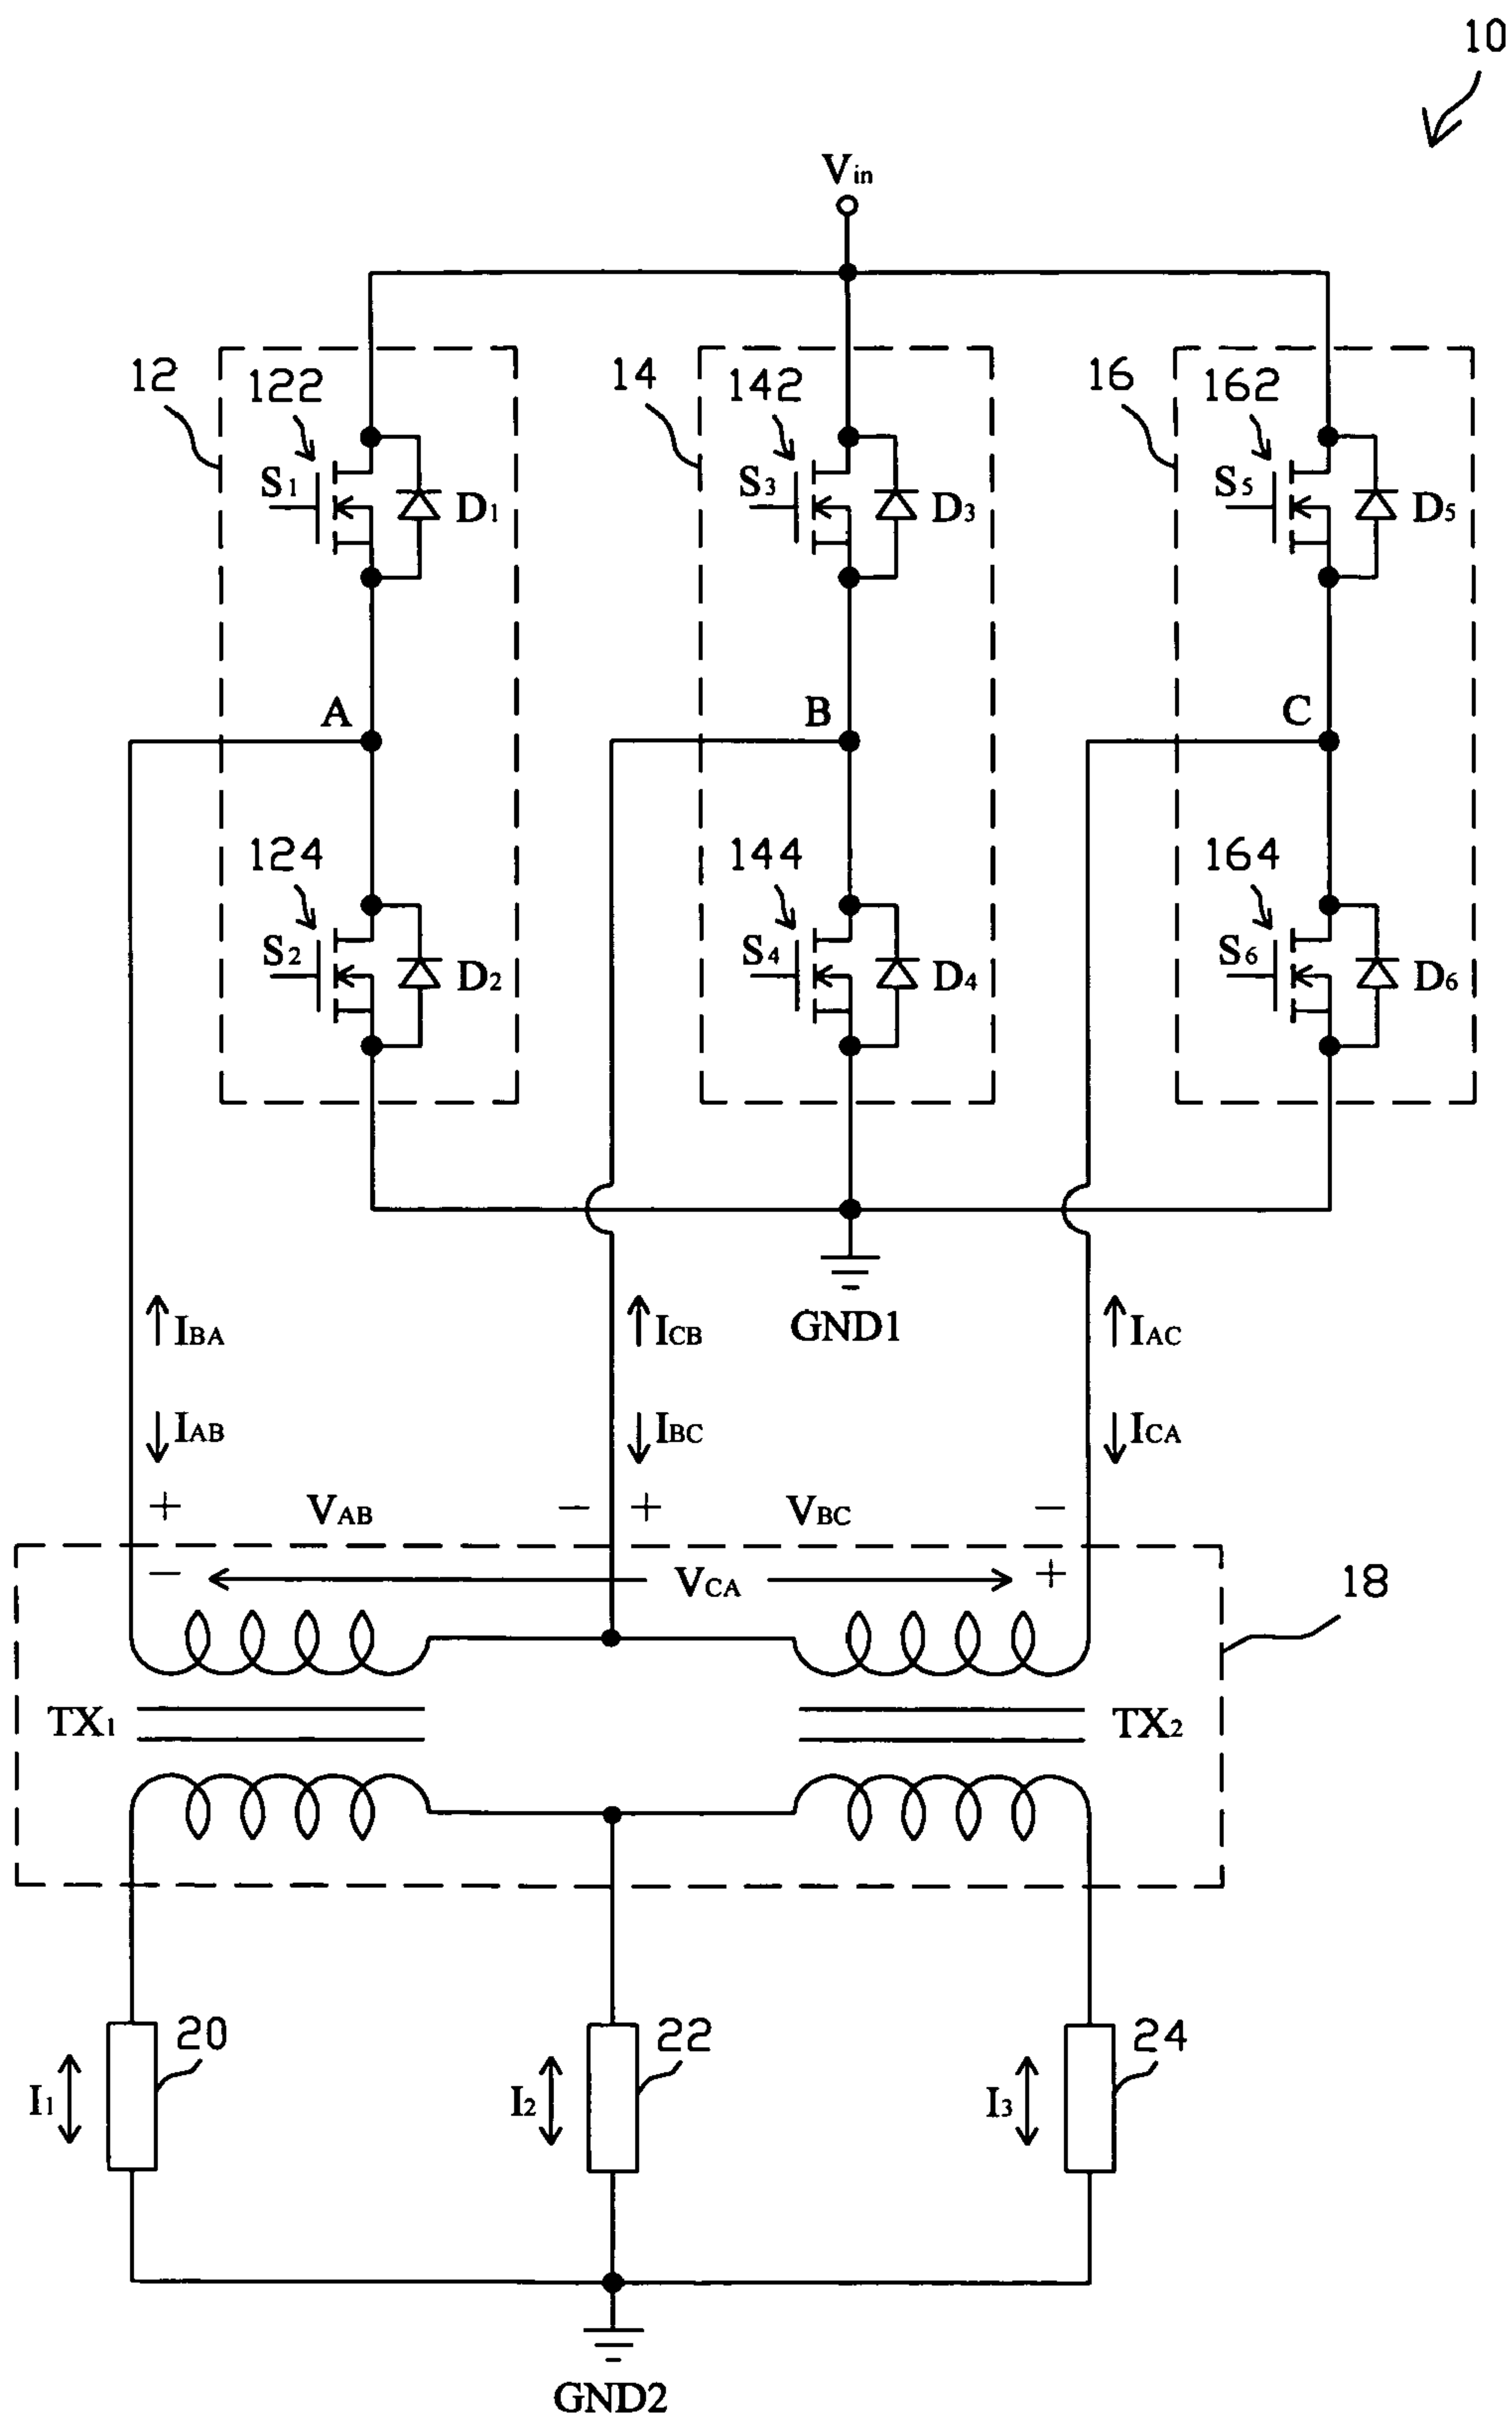 10
Vin
12
122
14
142
16
162
S1
D1
S3
D3
S5
D5
A
B
C
124
144
164
S2
D2
S4
D4
S6
D6
GND1
IBA
ICB
IAC
IAB
IBC
ICA
+
VAB
−
+
VBC
−
−
VCA
+
18
TX1
TX2
20
22
24
I1
I2
I3
GND2